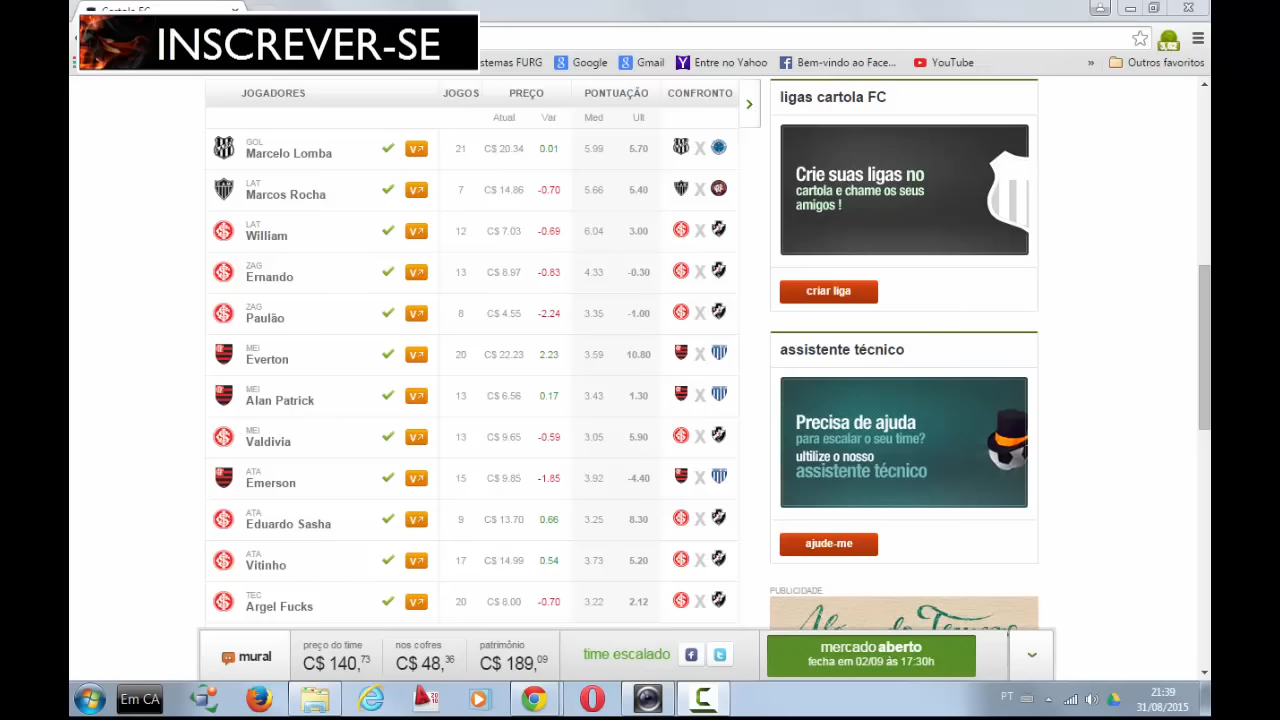 Cartola FC
INSCREVER-SE
3,62
stemas FURG
Google
Gmail
Entre no Yahoo
Bem-vindo ao Face...
YouTube
»
Outros favoritos
JOGADORES JOGOS PREÇO PONTUAÇÃO CONFRONTO
Atual Var Med Ult
GOL
Marcelo Lomba 21 C$ 20.34 0.01 5.99 5.70 X
LAT
Marcos Rocha 7 C$ 14.86 -0.70 5.66 5.40 X
LAT
William 12 C$ 7.03 -0.69 6.04 3.00 X
ZAG
Ernando 13 C$ 8.97 -0.83 4.33 -0.30 X
ZAG
Paulão 8 C$ 4.55 -2.24 3.35 -1.00 X
MEI
Everton 20 C$ 22.23 2.23 3.59 10.80 X
MEI
Alan Patrick 13 C$ 6.56 0.17 3.43 1.30 X
MEI
Valdivia 13 C$ 9.65 -0.59 3.05 5.90 X
ATA
Emerson 15 C$ 9.85 -1.85 3.92 -4.40 X
ATA
Eduardo Sasha 9 C$ 13.70 0.66 3.25 8.30 X
ATA
Vitinho 17 C$ 14.99 0.54 3.73 5.20 X
TEC
Argel Fucks 20 C$ 8.00 -0.70 3.22 2.12 X
ligas cartola FC
Crie suas ligas no
cartola e chame os seus
amigos !
criar liga
assistente técnico
Precisa de ajuda
para escalar o seu time?
ultilize o nosso
assistente técnico
ajude-me
PUBLICIDADE
mural
preço do time
C$ 140,73
nos cofres
C$ 48,36
patrimônio
C$ 189,09
time escalado
mercado aberto
fecha em 02/09 às 17:30h
Em CA
PT
21:39
31/08/2015